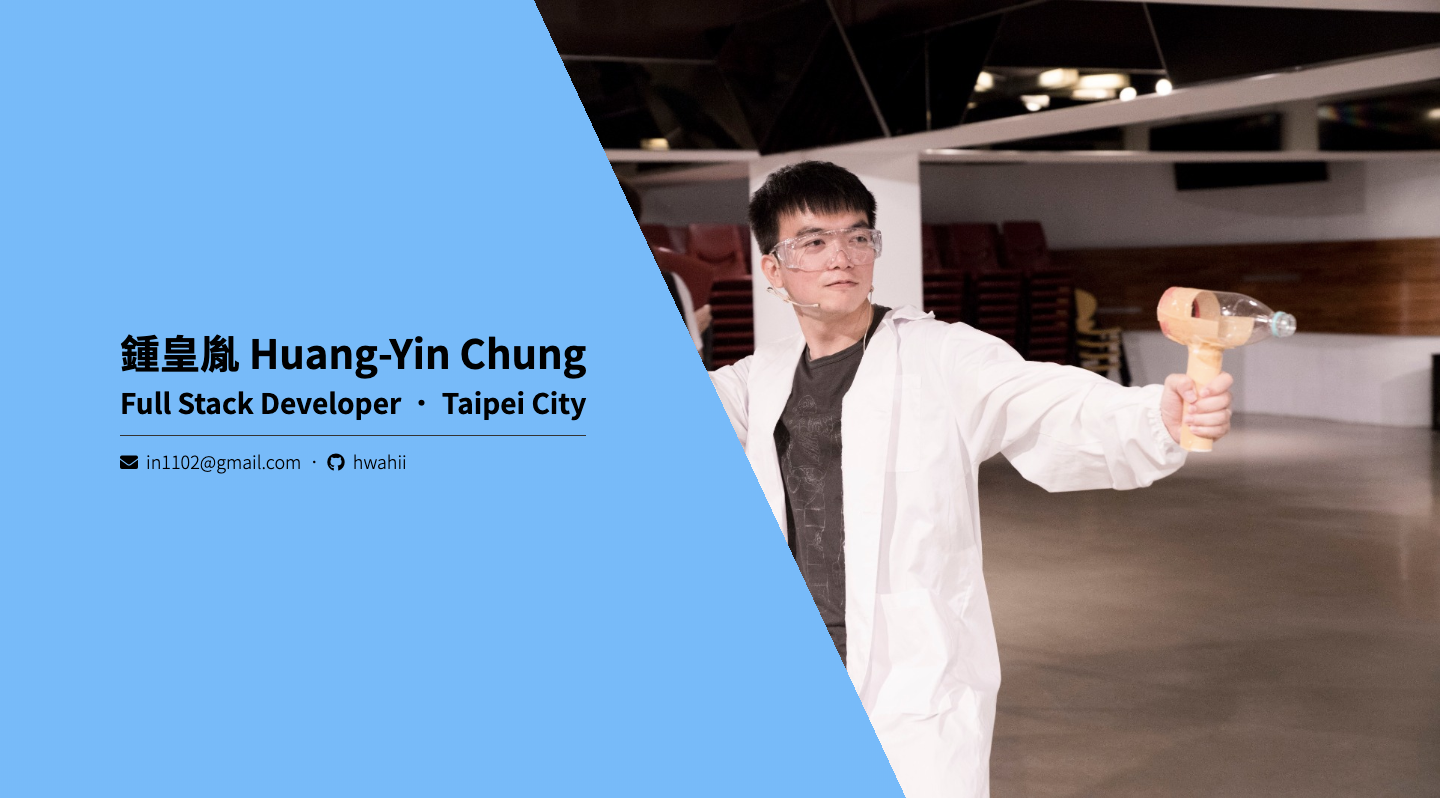 鍾皇胤 Huang-Yin Chung
Full Stack Developer ・ Taipei City
in1102@gmail.com · hwahii